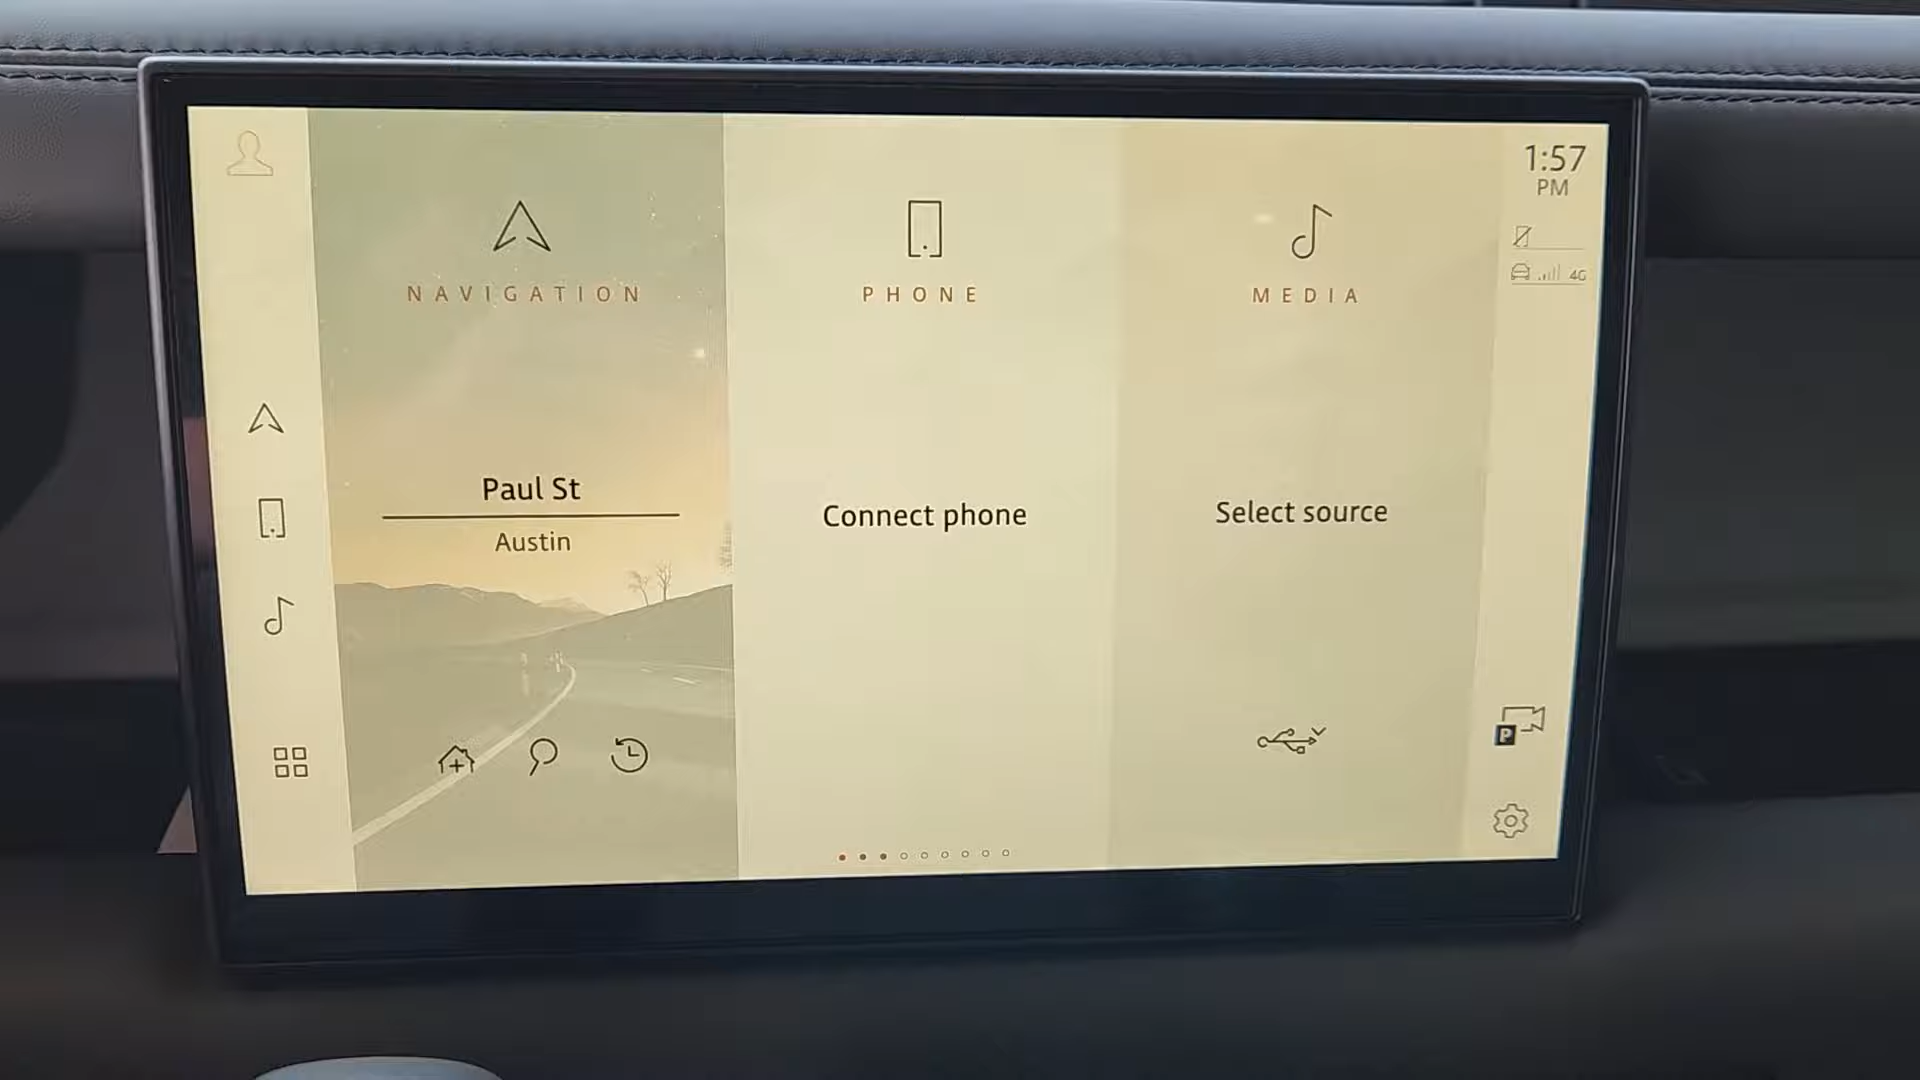 NAVIGATION
Paul St
Austin
PHONE
Connect phone
MEDIA
Select source
1:57
PM
4G
P